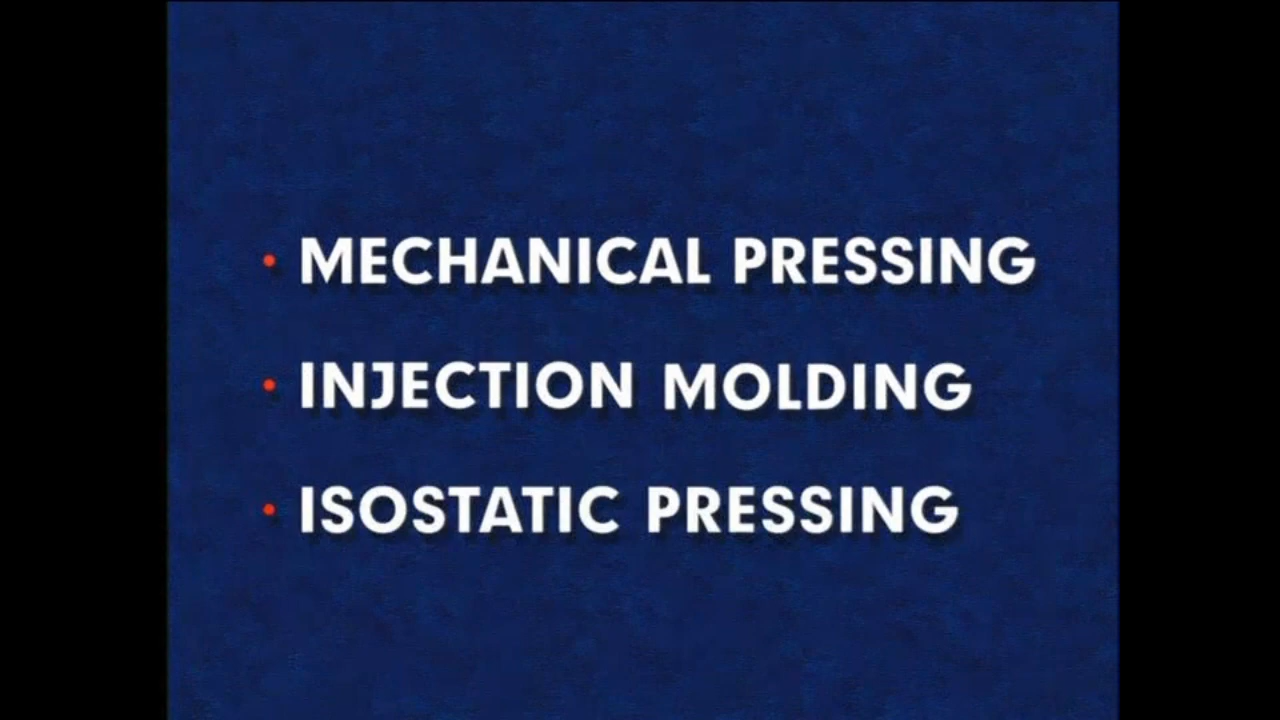 • MECHANICAL PRESSING
• INJECTION MOLDING
• ISOSTATIC PRESSING